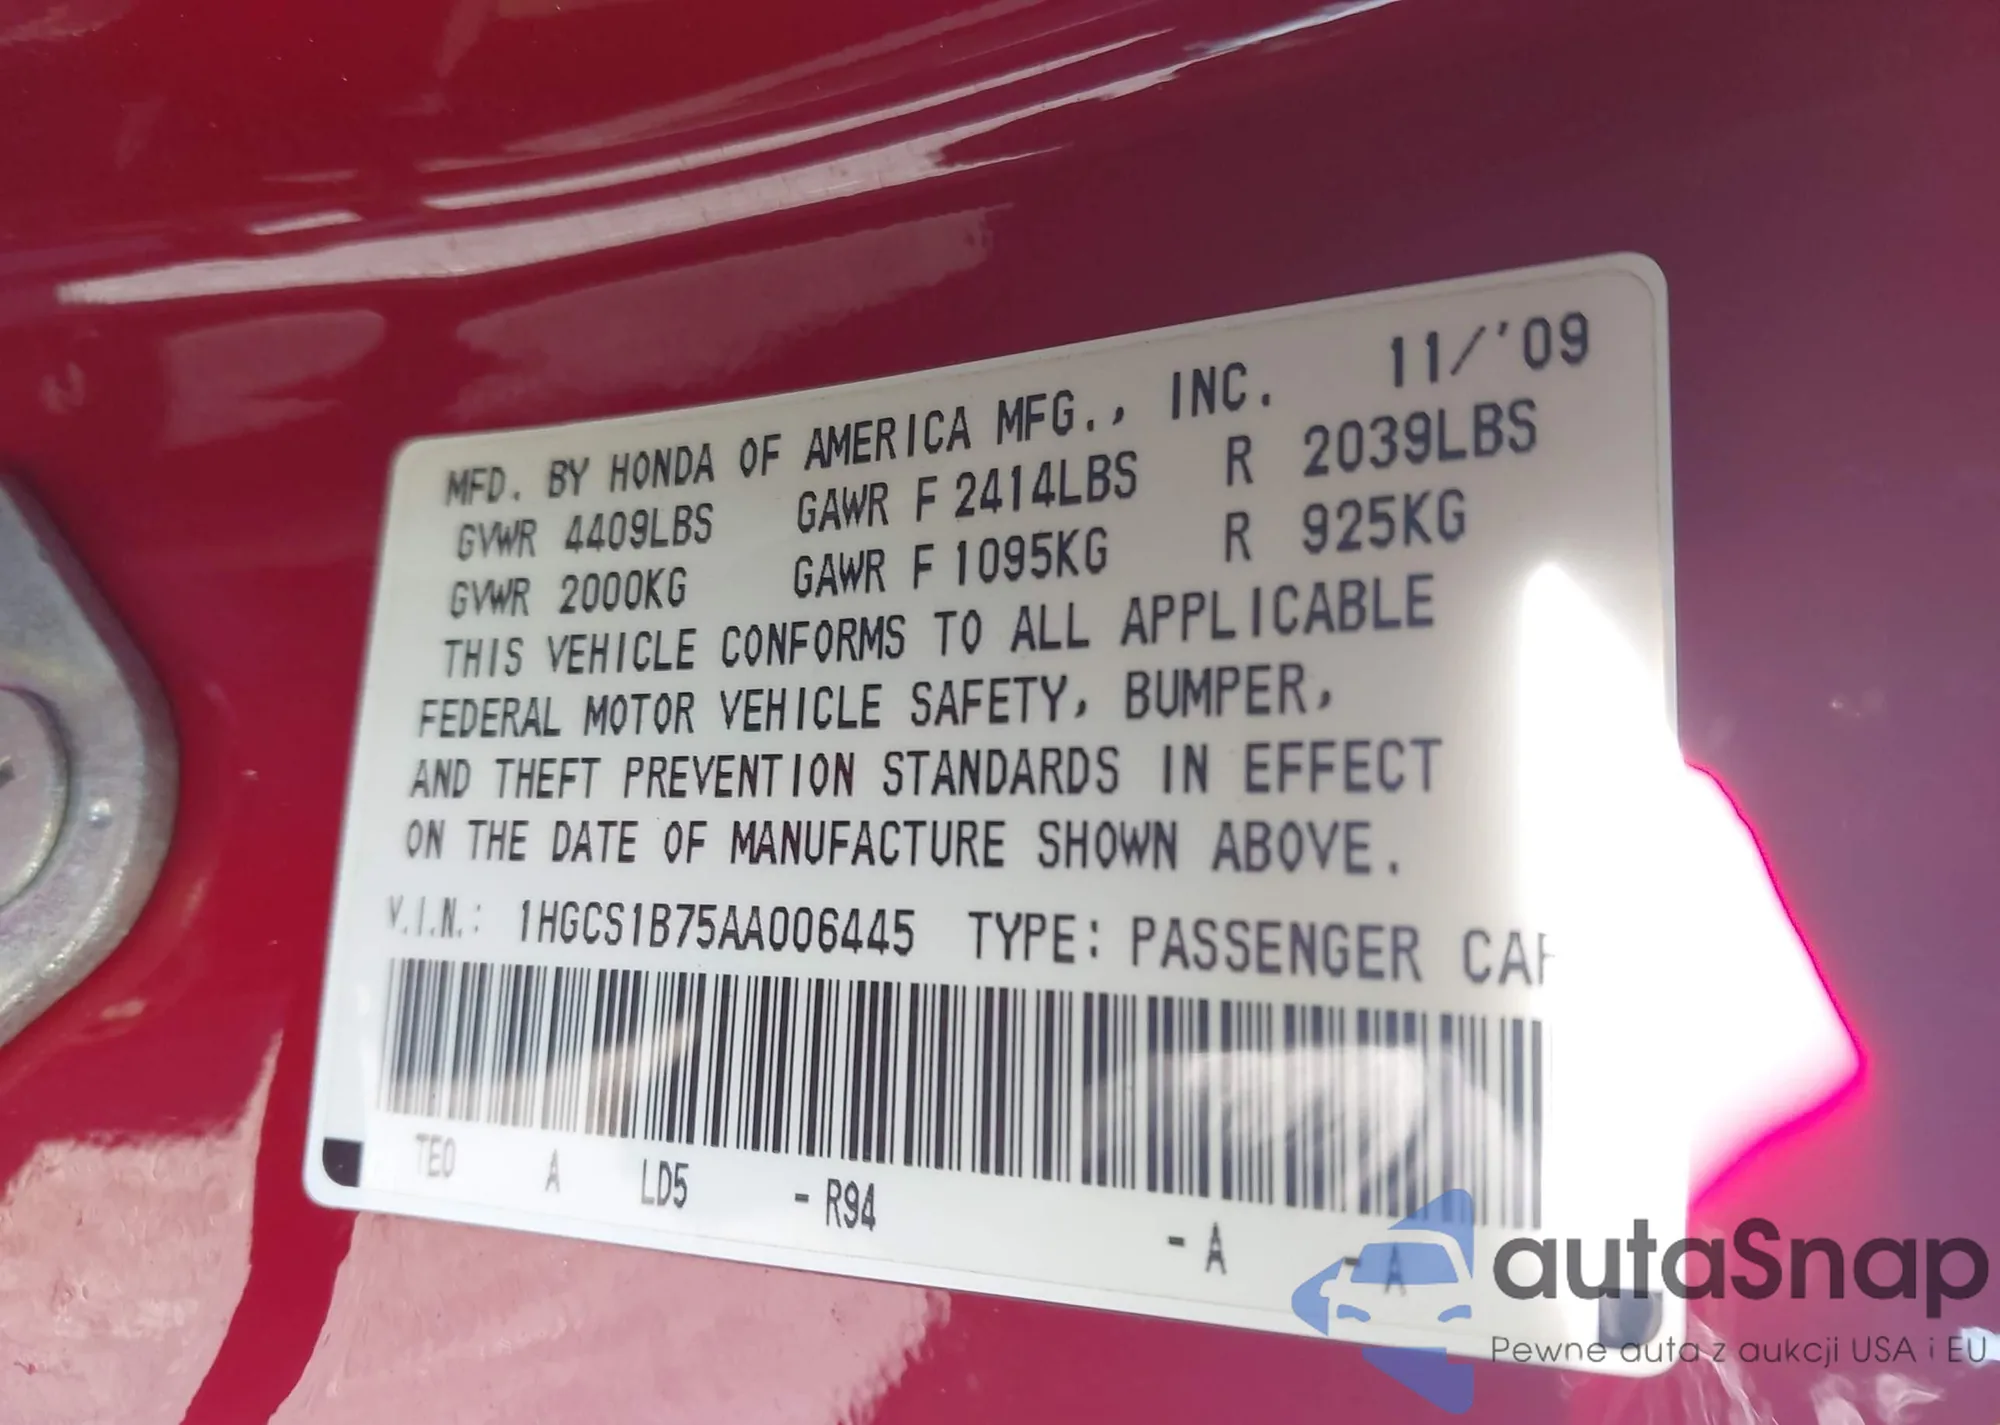 MFD. BY HONDA OF AMERICA MFG., INC. 11/'09
GVWR 4409LBS GAWR F 2414LBS R 2039LBS
GVWR 2000KG GAWR F 1095KG R 925KG
THIS VEHICLE CONFORMS TO ALL APPLICABLE
FEDERAL MOTOR VEHICLE SAFETY, BUMPER,
AND THEFT PREVENTION STANDARDS IN EFFECT
ON THE DATE OF MANUFACTURE SHOWN ABOVE.
V.I.N.: 1HGCS1B75AA006445 TYPE: PASSENGER CAR
TE0 A LD5 - R94 - A - A
autaSnap
Pewne auta z aukcji USA i EU